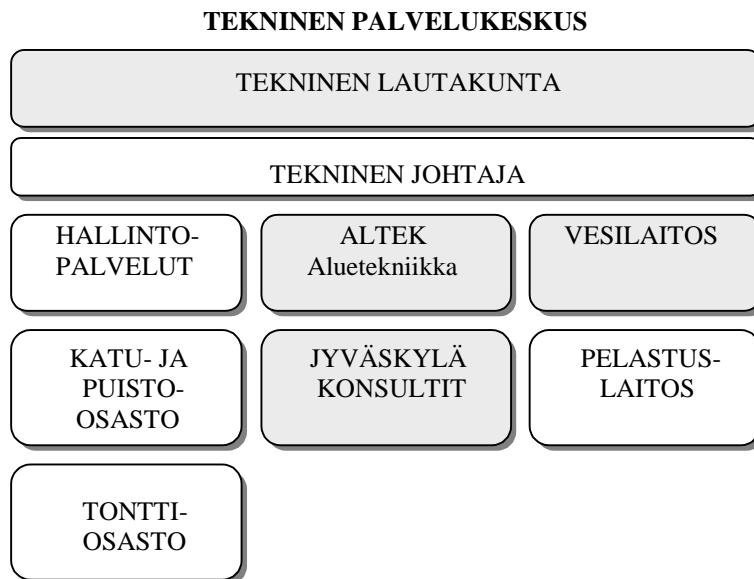 TEKNINEN PALVELUKESKUS
TEKNINEN LAUTAKUNTA
TEKNINEN JOHTAJA
HALLINTO-
PALVELUT
ALTEK
Aluetekniikka
VESILAITOS
KATU- JA
PUISTO-
OSASTO
JYVÄSKYLÄ
KONSULTIT
PELASTUS-
LAITOS
TONTTI-
OSASTO